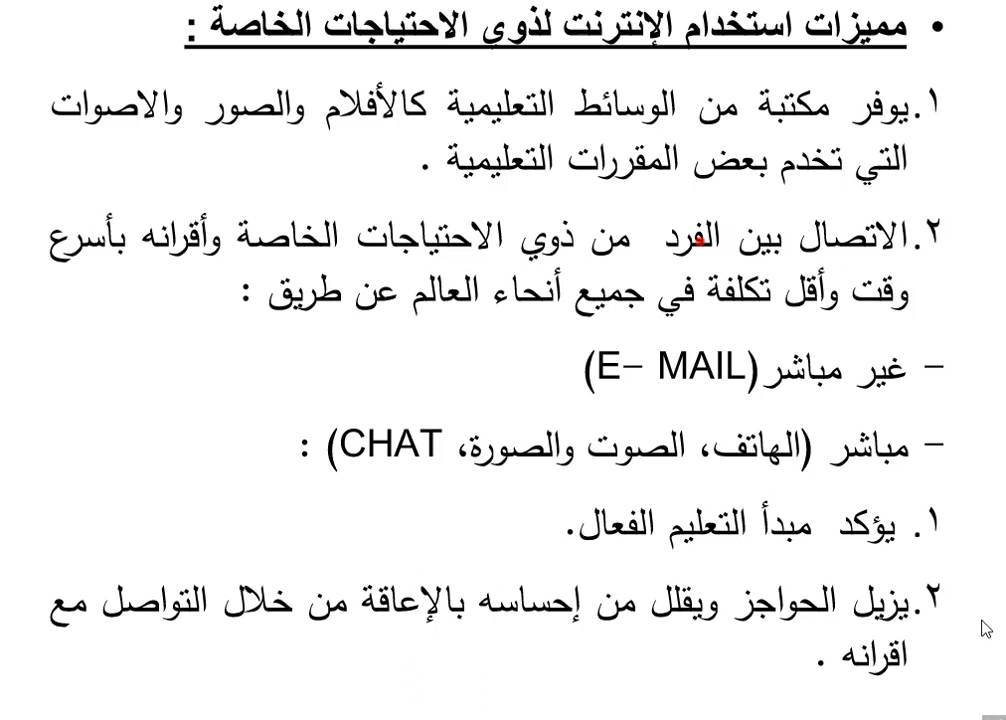 • مميزات استخدام الإنترنت لذوي الاحتياجات الخاصة :
١.يوفر مكتبة من الوسائط التعليمية كالأفلام والصور والاصوات
التي تخدم بعض المقررات التعليمية .
٢.الاتصال بين الفرد من ذوي الاحتياجات الخاصة وأقرانه بأسرع
وقت وأقل تكلفة في جميع أنحاء العالم عن طريق :
– غير مباشر (E– MAIL)
– مباشر (الهاتف، الصوت والصورة، CHAT) :
١. يؤكد مبدأ التعليم الفعال.
٢.يزيل الحواجز ويقلل من إحساسه بالإعاقة من خلال التواصل مع
اقرانه .